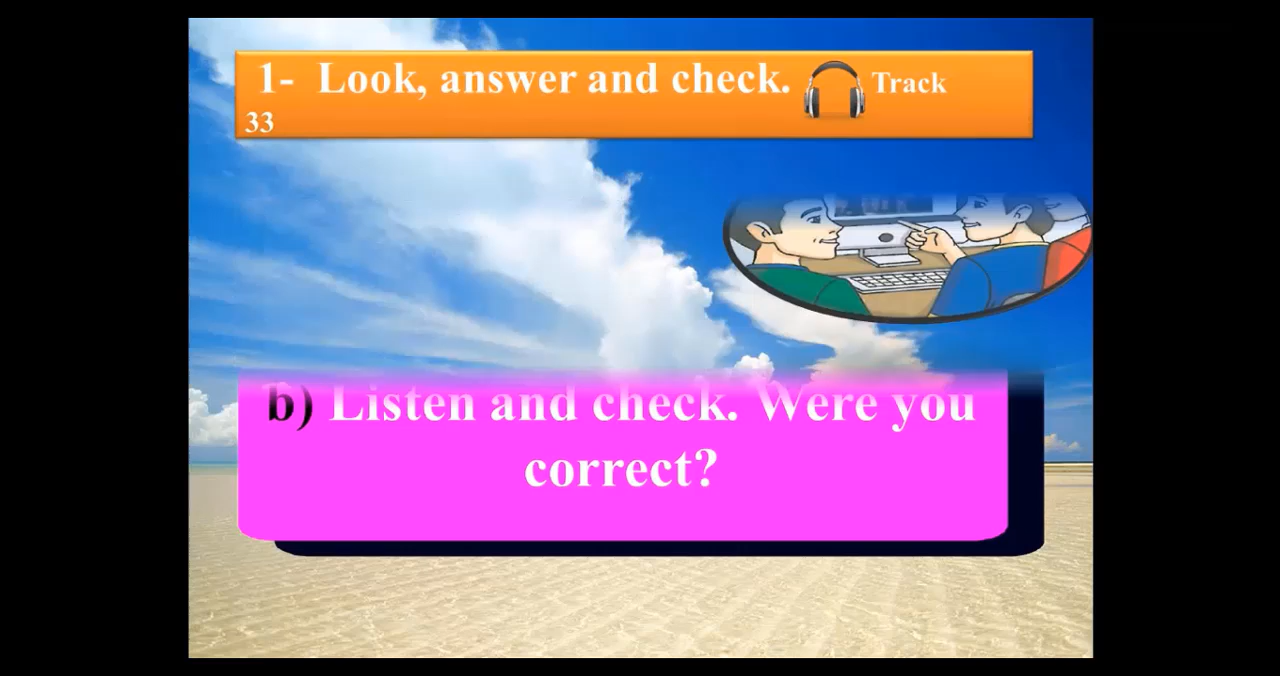 1- Look, answer and check. Track
33
b) Listen and check. Were you
correct?